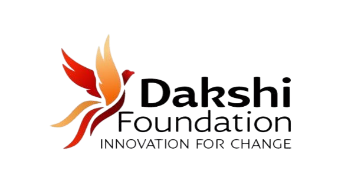 Dakshi
Foundation
INNOVATION FOR CHANGE